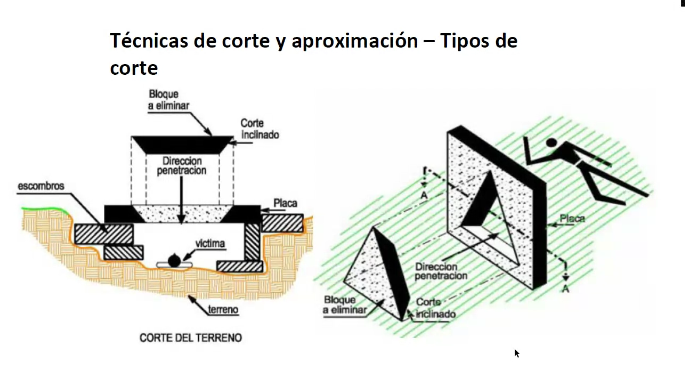 Técnicas de corte y aproximación – Tipos de
corte
Bloque
a eliminar
Corte
inclinado
Direccion
penetracion
escombros
Placa
victima
terreno
CORTE DEL TERRENO
A
Placa
A
Direccion
penetracion
Bloque
a eliminar
Corte
inclinado